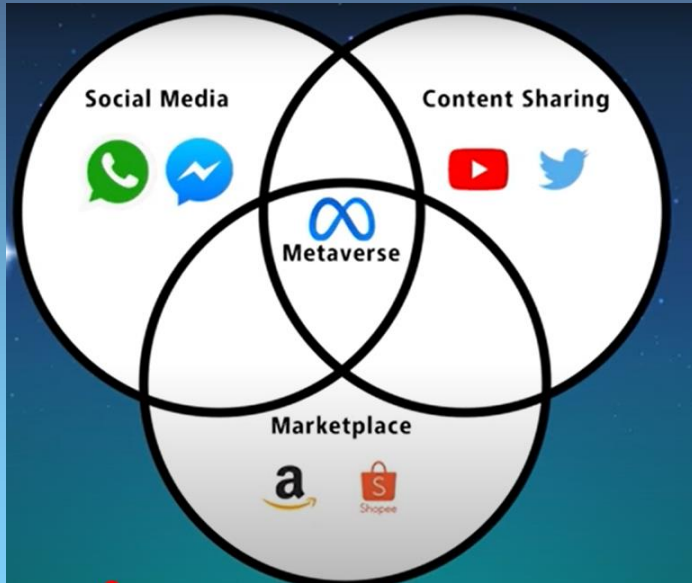 Social Media
Content Sharing
Metaverse
Marketplace
a
S
Shopee